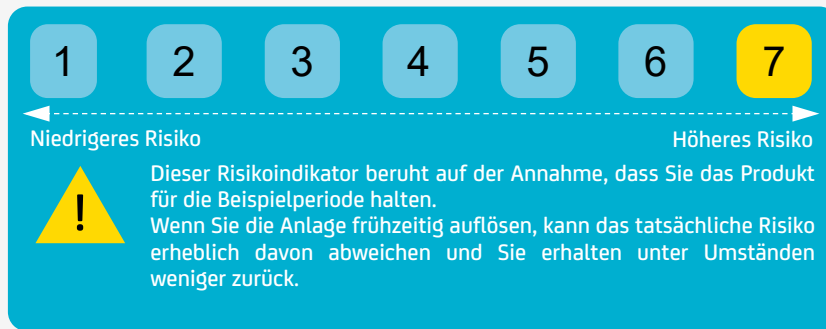 1 2 3 4 5 6 7
Niedrigeres Risiko Höheres Risiko
Dieser Risikoindikator beruht auf der Annahme, dass Sie das Produkt
für die Beispielperiode halten.
Wenn Sie die Anlage frühzeitig auflösen, kann das tatsächliche Risiko
erheblich davon abweichen und Sie erhalten unter Umständen
weniger zurück.
!